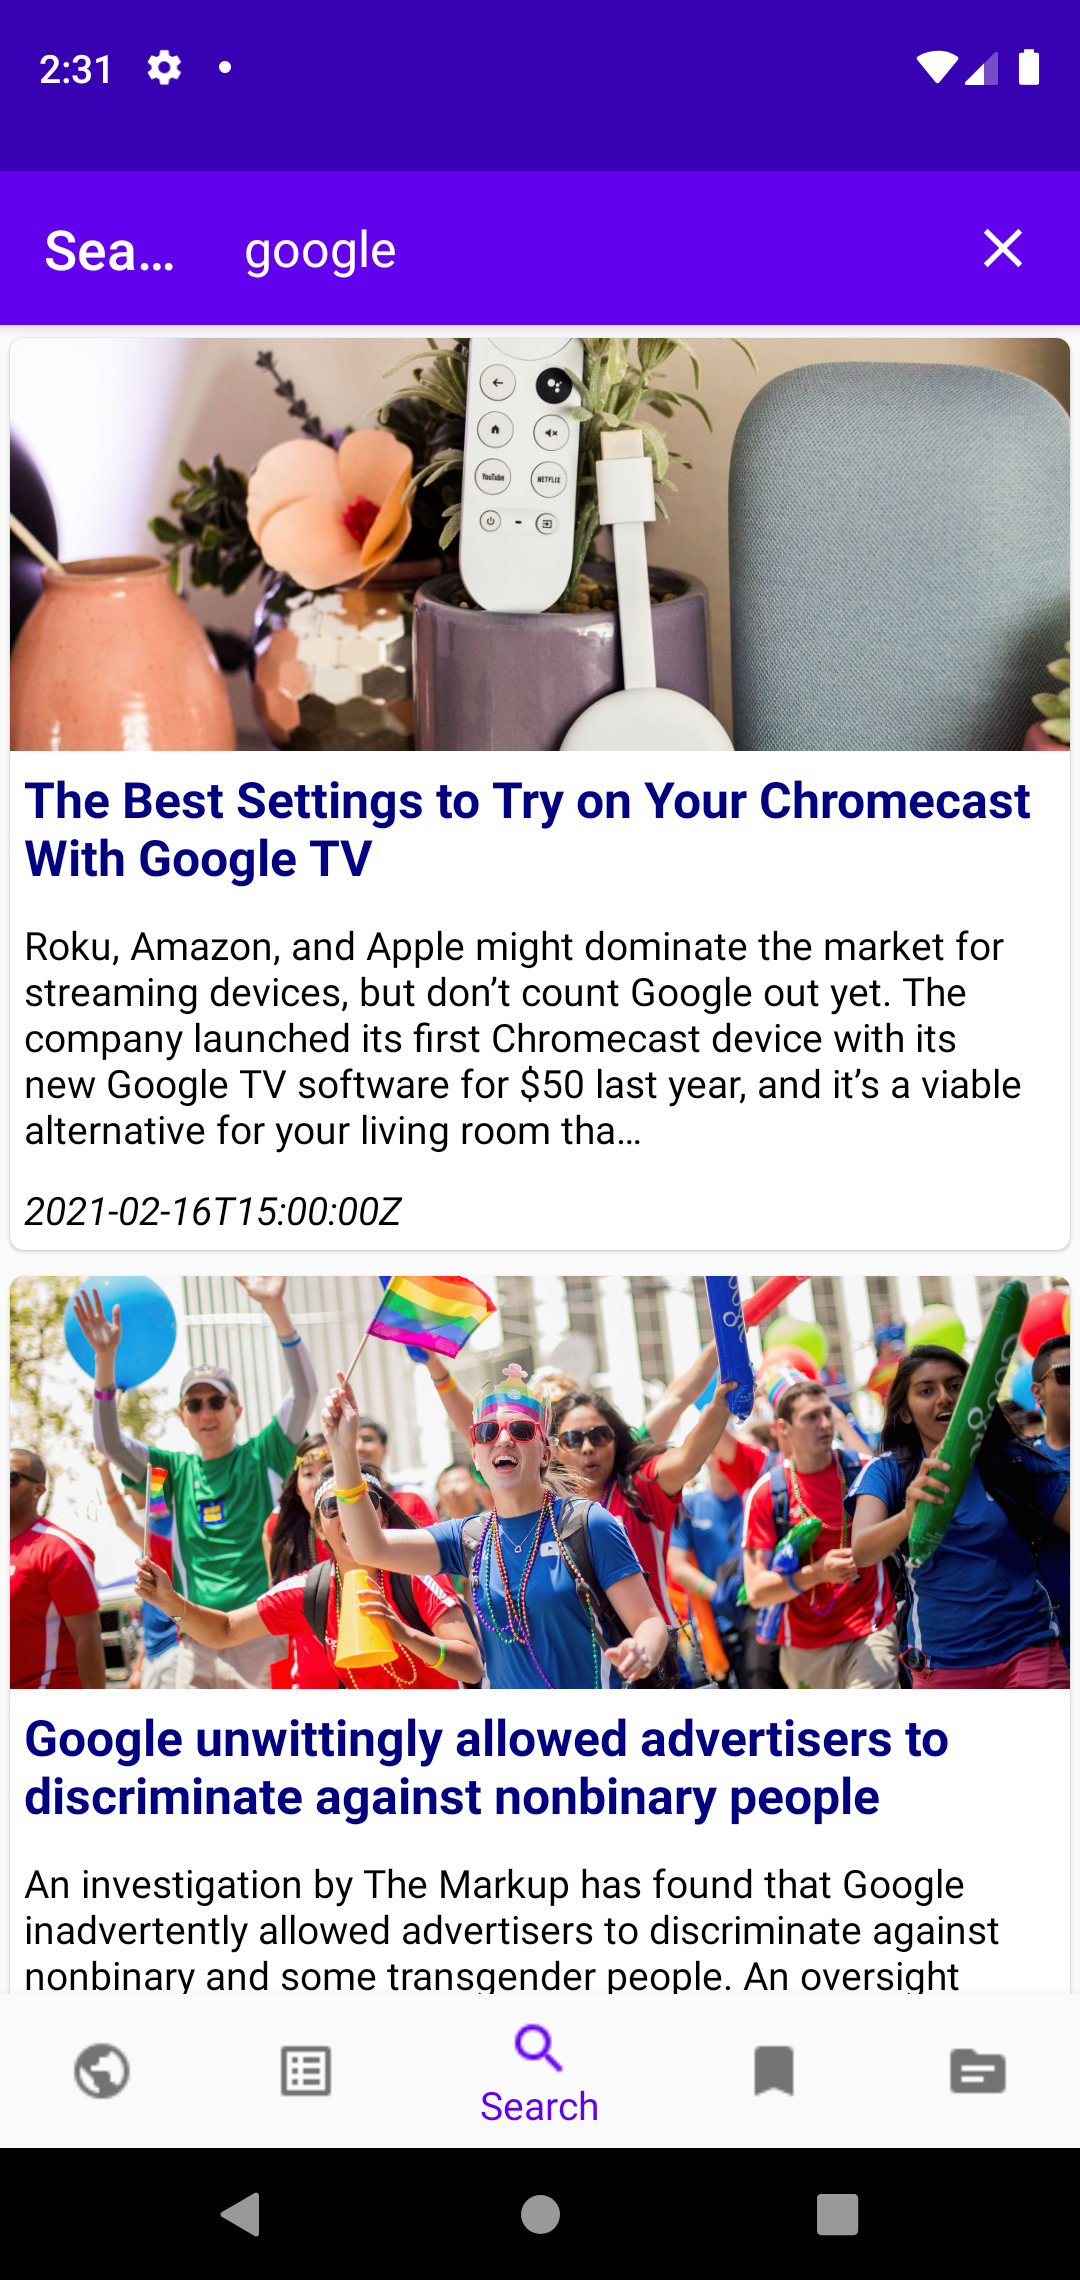 2:31
Sea...
google
YouTube
NETFLIX
The Best Settings to Try on Your Chromecast
With Google TV
Roku, Amazon, and Apple might dominate the market for
streaming devices, but don’t count Google out yet. The
company launched its first Chromecast device with its
new Google TV software for $50 last year, and it’s a viable
alternative for your living room tha…
2021-02-16T15:00:00Z
Google unwittingly allowed advertisers to
discriminate against nonbinary people
An investigation by The Markup has found that Google
inadvertently allowed advertisers to discriminate against
nonbinary and some transgender people. An oversight
Search